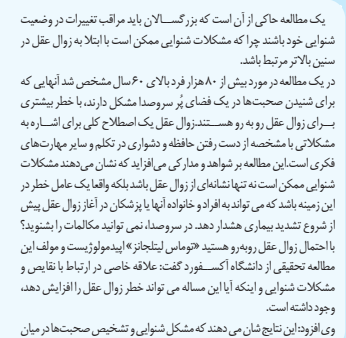 یک مطالعه حاکی از آن است که بزرگســالان باید مراقب تغییرات در وضعیت
شنوایی خود باشند چرا که مشکلات شنوایی ممکن است با ابتلا به زوال عقل در
سنین بالاتر مرتبط باشد.
در یک مطالعه در مورد بیش از ۸۰ هزار فرد بالای ۶۰ سال مشخص شد آنهایی که
برای شنیدن صحبت‌ها در یک فضای پُر سروصدا مشکل دارند، با خطر بیشتری
بــرای زوال عقل رو به رو هســتند.زوال عقل یک اصطلاح کلی برای اشــاره به
مشکلاتی با مشخصه از دست رفتن حافظه و دشواری در تکلم و سایر مهارت‌های
فکری است.این مطالعه بر شواهد و مدارکی می‌افزاید که نشان می‌دهند مشکلات
شنوایی ممکن است نه تنها نشانه‌ای از زوال عقل باشد بلکه واقعا یک عامل خطر در
این زمینه باشد که می تواند به افراد و خانواده آنها یا پزشکان در آغاز زوال عقل پیش
از شروع تشدید بیماری هشدار دهد. در سروصدا، نمی توانید مکالمات را بشنوید؟
با احتمال زوال عقل روبه‌رو هستید «توماس لیتلجانز» اپیدمولوژیست و مولف این
مطالعه تحقیقی از دانشگاه آکســفورد گفت: علاقه خاصی در ارتباط با نقایص و
مشکلات شنوایی و اینکه آیا این مساله می تواند خطر زوال عقل را افزایش دهد،
وجود داشته است.
وی افزود: این نتایج شان می دهند که مشکل شنوایی و تشخیص صحبت‌ها در میان